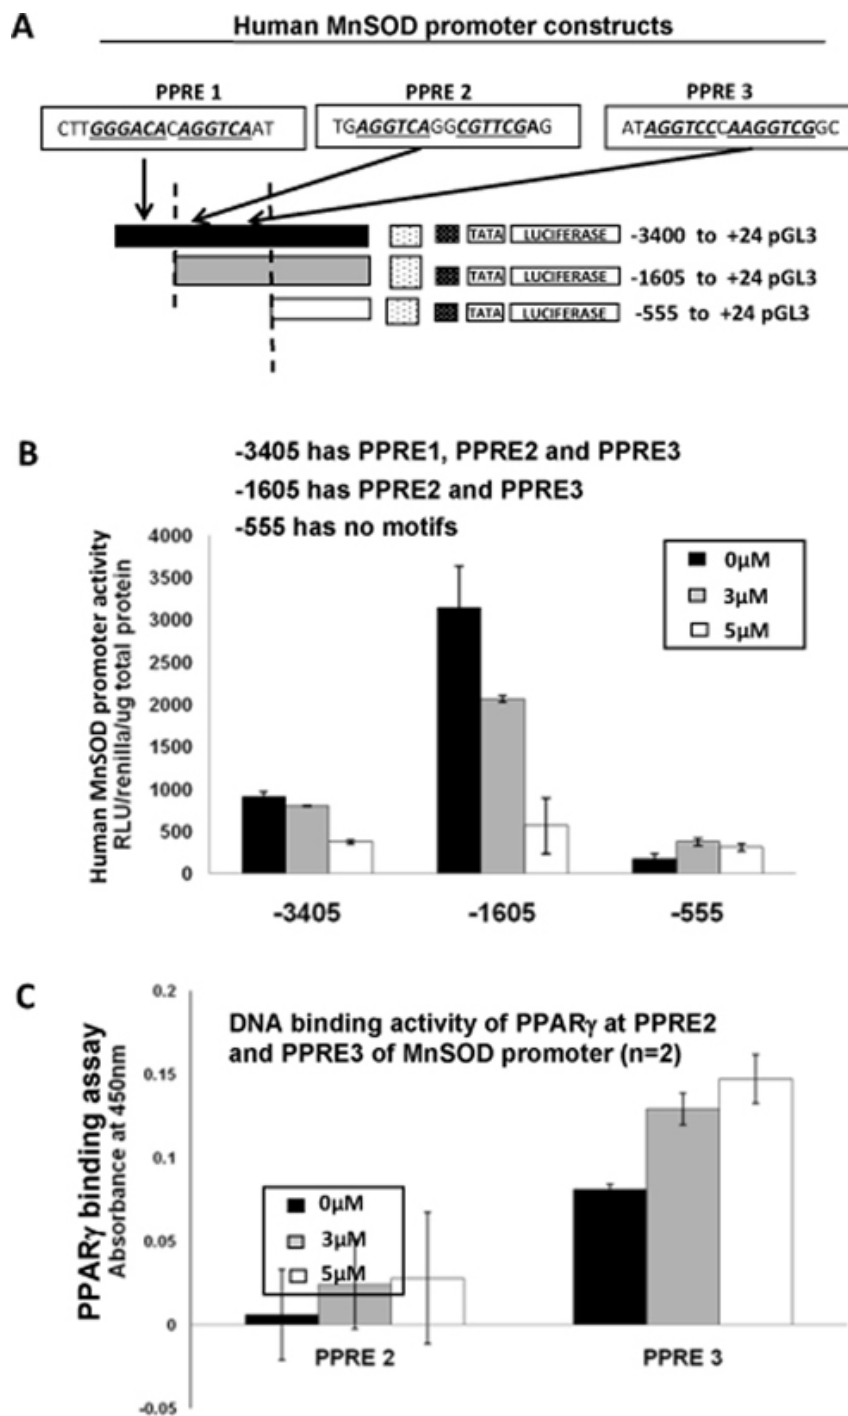 A
Human MnSOD promoter constructs
PPRE 1
PPRE 2
PPRE 3
CTTGGGACACAGGTCAAT
TGAGGTCAGGCGTTCGAG
ATAGGTCCCAAGGTCGGC
TATA
LUCIFERASE
-3400 to +24 pGL3
TATA
LUCIFERASE
-1605 to +24 pGL3
TATA
LUCIFERASE
-555 to +24 pGL3
B
-3405 has PPRE1, PPRE2 and PPRE3
-1605 has PPRE2 and PPRE3
-555 has no motifs
Human MnSOD promoter activity
RLU/renilla/ug total protein
4000
3500
3000
2500
2000
1500
1000
500
0
0μM
3μM
5μM
-3405
-1605
-555
C
DNA binding activity of PPARγ at PPRE2
and PPRE3 of MnSOD promoter (n=2)
PPARγ binding assay
Absorbance at 450nm
0.2
0.15
0.1
0.05
0
-0.05
0μM
3μM
5μM
PPRE 2
PPRE 3